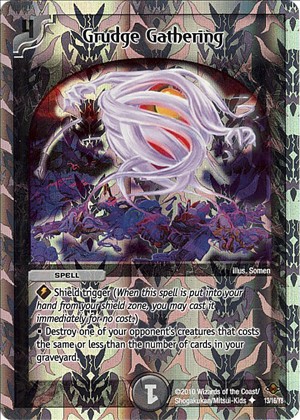 4
Grudge Gathering
illus. Somen
SPELL
Shield trigger (When this spell is put into your
hand from your shield zone, you may cast it
immediately for no cost.)
▪ Destroy one of your opponent's creatures that costs
the same or less than the number of cards in your
graveyard.
©2010 Wizards of the Coast/
Shogakukan/Mitsui-Kids